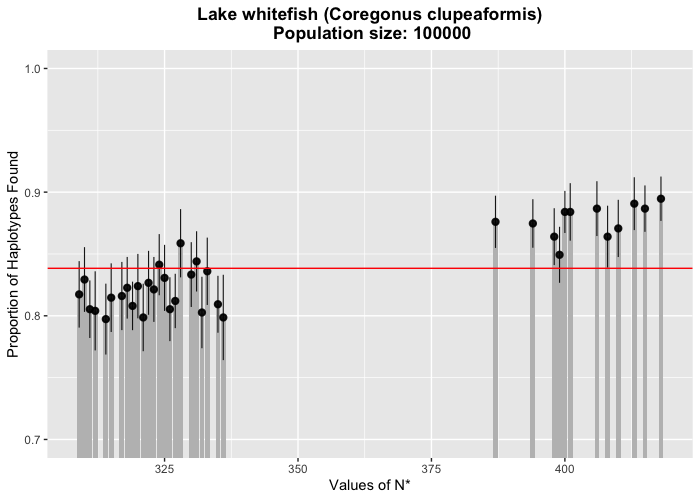 Lake whitefish (Coregonus clupeaformis)
Population size: 100000
1.0
0.9
0.8
0.7
Proportion of Haplotypes Found
325
350
375
400
Values of N*